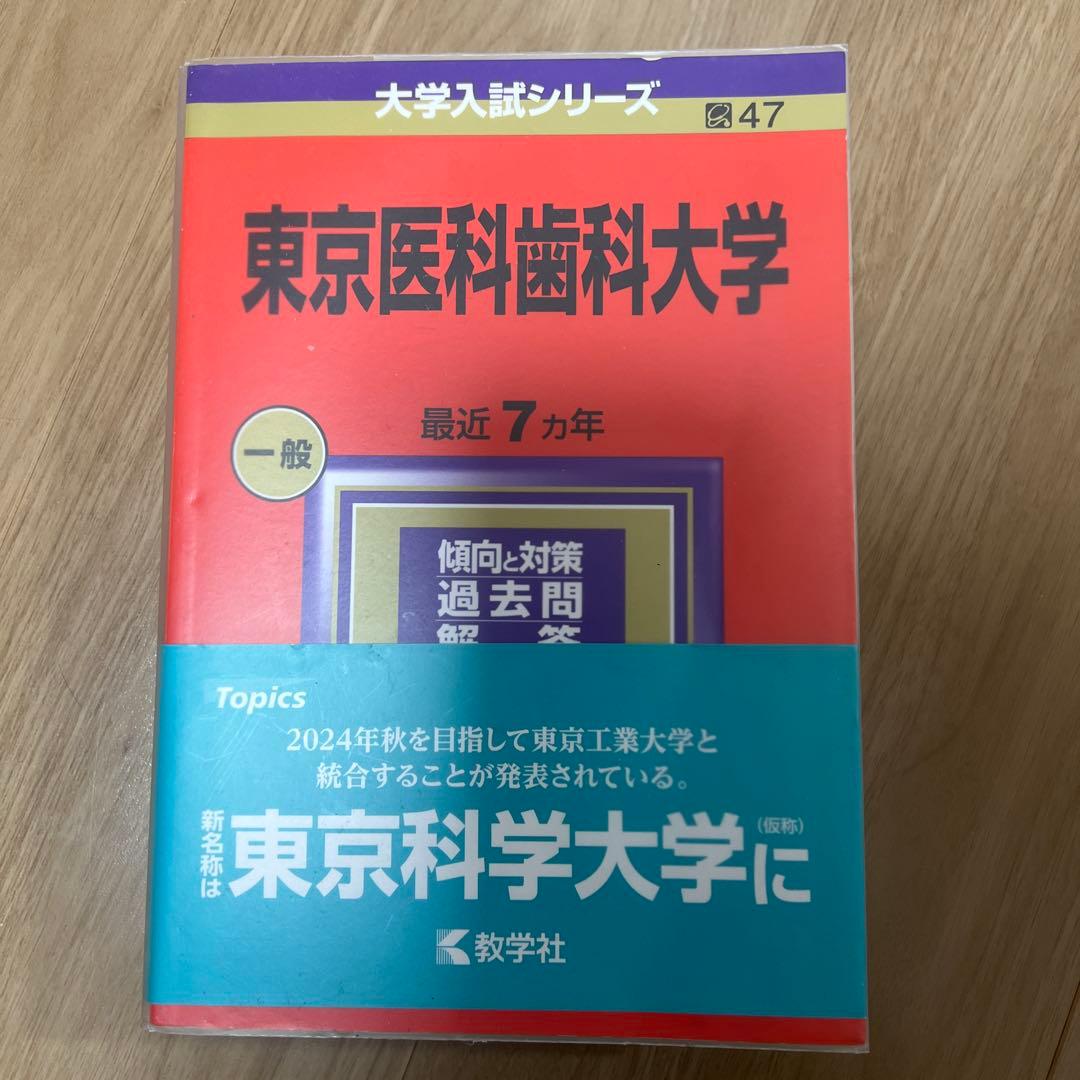 大学入試シリーズ
47
東京医科歯科大学
最近7ヵ年
一般
傾向と対策
過去問
解答
Topics
2024年秋を目指して東京工業大学と
統合することが発表されている。
新名称は
東京科学大学(仮称)に
教学社